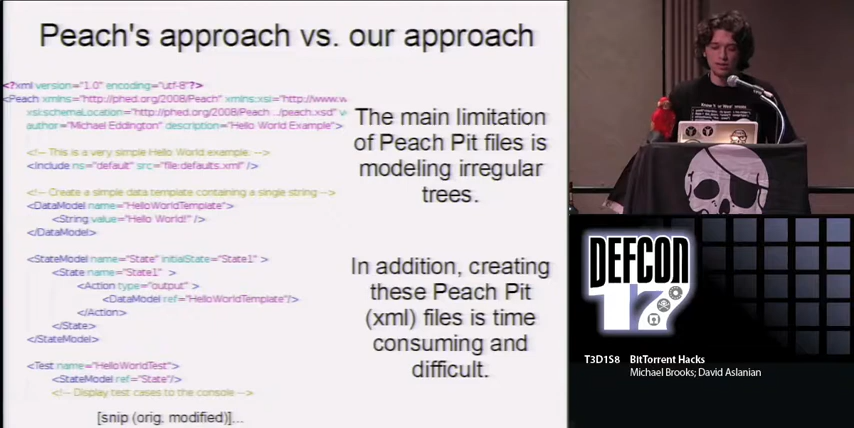 Peach's approach vs. our approach
<?xml version="1.0" encoding="utf-8"?>
<Peach xmlns="http://phed.org/2008/Peach" xmlns:xsi="http://www.w
xsi:schemaLocation="http://phed.org/2008/Peach ../peach.xsd" v
author="Michael Eddington" description="Hello World Example">
<!-- This is a very simple Hello World example. -->
<Include ns="default" src="file:defaults.xml" />
<!-- Create a simple data template containing a single string -->
<DataModel name="HelloWorldTemplate">
<String value="Hello World!" />
</DataModel>
<StateModel name="State" initialState="State1" >
<State name="State1" >
<Action type="output" >
<DataModel ref="HelloWorldTemplate"/>
</Action>
</State>
</StateModel>
<Test name="HelloWorldTest">
<StateModel ref="State"/>
<!-- Display test cases to the console -->
[snip (orig. modified)]...
The main limitation
of Peach Pit files is
modeling irregular
trees.
In addition, creating
these Peach Pit
(xml) files is time
consuming and
difficult.
DEFCON
17
T3D1S8 BitTorrent Hacks
Michael Brooks; David Aslanian